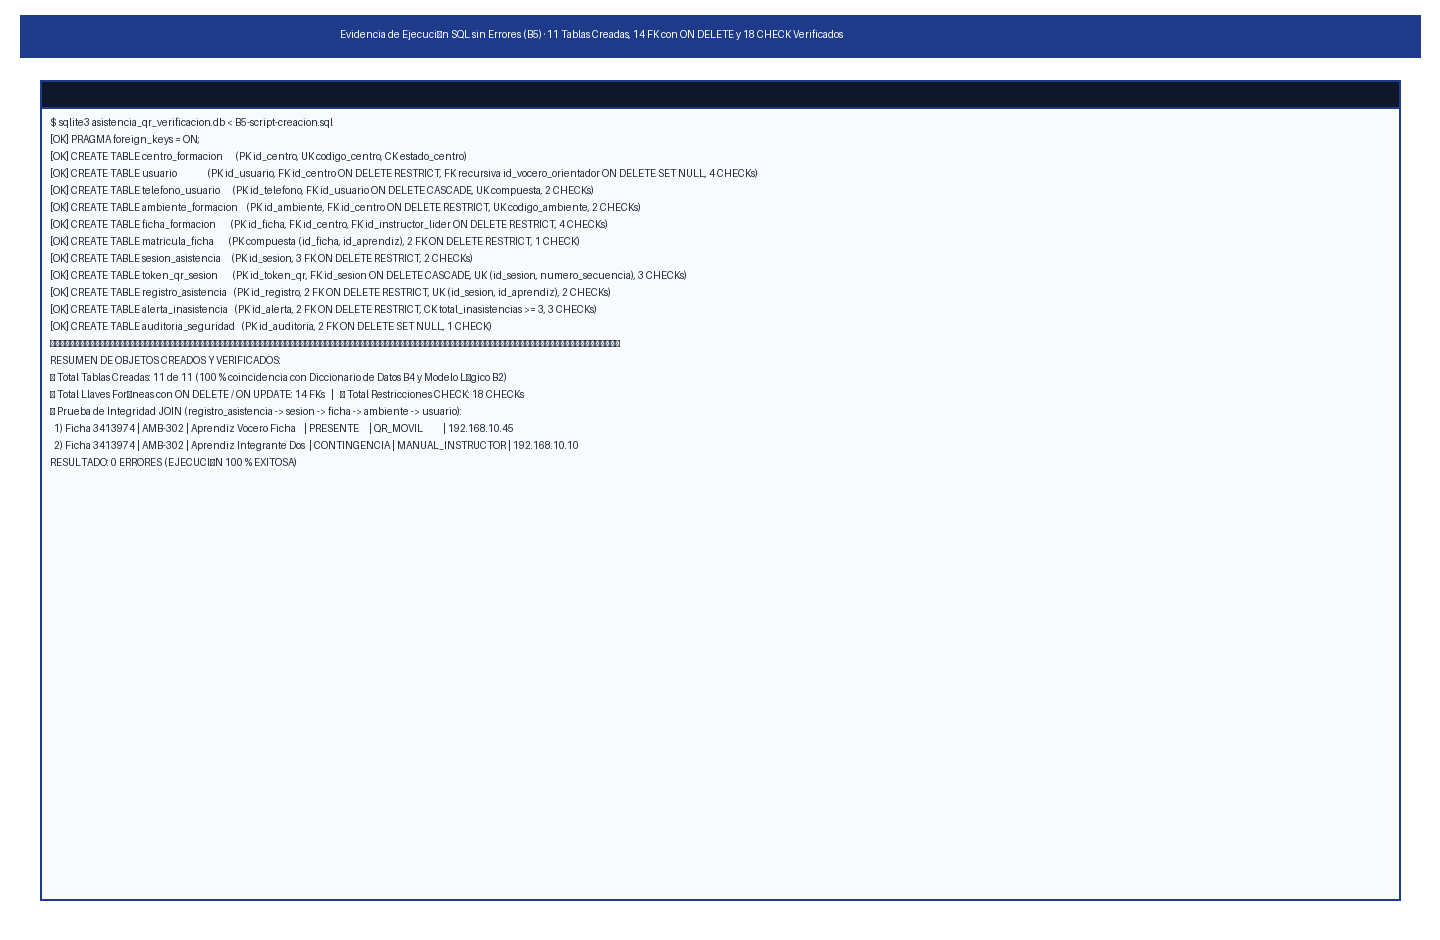 Evidencia de Ejecuci□n SQL sin Errores (B5) · 11 Tablas Creadas, 14 FK con ON DELETE y 18 CHECK Verificados
$ sqlite3 asistencia_qr_verificacion.db < B5-script-creacion.sql
[OK] PRAGMA foreign_keys = ON;
[OK] CREATE TABLE centro_formacion (PK id_centro, UK codigo_centro, CK estado_centro)
[OK] CREATE TABLE usuario (PK id_usuario, FK id_centro ON DELETE RESTRICT, FK recursiva id_vocero_orientador ON DELETE SET NULL, 4 CHECKs)
[OK] CREATE TABLE telefono_usuario (PK id_telefono, FK id_usuario ON DELETE CASCADE, UK compuesta, 2 CHECKs)
[OK] CREATE TABLE ambiente_formacion (PK id_ambiente, FK id_centro ON DELETE RESTRICT, UK codigo_ambiente, 2 CHECKs)
[OK] CREATE TABLE ficha_formacion (PK id_ficha, FK id_centro, FK id_instructor_lider ON DELETE RESTRICT, 4 CHECKs)
[OK] CREATE TABLE matricula_ficha (PK compuesta (id_ficha, id_aprendiz), 2 FK ON DELETE RESTRICT, 1 CHECK)
[OK] CREATE TABLE sesion_asistencia (PK id_sesion, 3 FK ON DELETE RESTRICT, 2 CHECKs)
[OK] CREATE TABLE token_qr_sesion (PK id_token_qr, FK id_sesion ON DELETE CASCADE, UK (id_sesion, numero_secuencia), 3 CHECKs)
[OK] CREATE TABLE registro_asistencia (PK id_registro, 2 FK ON DELETE RESTRICT, UK (id_sesion, id_aprendiz), 2 CHECKs)
[OK] CREATE TABLE alerta_inasistencia (PK id_alerta, 2 FK ON DELETE RESTRICT, CK total_inasistencias >= 3, 3 CHECKs)
[OK] CREATE TABLE auditoria_seguridad (PK id_auditoria, 2 FK ON DELETE SET NULL, 1 CHECK)
RESUMEN DE OBJETOS CREADOS Y VERIFICADOS:
□ Total Tablas Creadas: 11 de 11 (100 % coincidencia con Diccionario de Datos B4 y Modelo L□gico B2)
□ Total Llaves For□neas con ON DELETE / ON UPDATE: 14 FKs | □ Total Restricciones CHECK: 18 CHECKs
□ Prueba de Integridad JOIN (registro_asistencia -> sesion -> ficha -> ambiente -> usuario):
1) Ficha 3413974 | AMB-302 | Aprendiz Vocero Ficha | PRESENTE | QR_MOVIL | 192.168.10.45
2) Ficha 3413974 | AMB-302 | Aprendiz Integrante Dos | CONTINGENCIA | MANUAL_INSTRUCTOR | 192.168.10.10
RESULTADO: 0 ERRORES (EJECUCI□N 100 % EXITOSA)